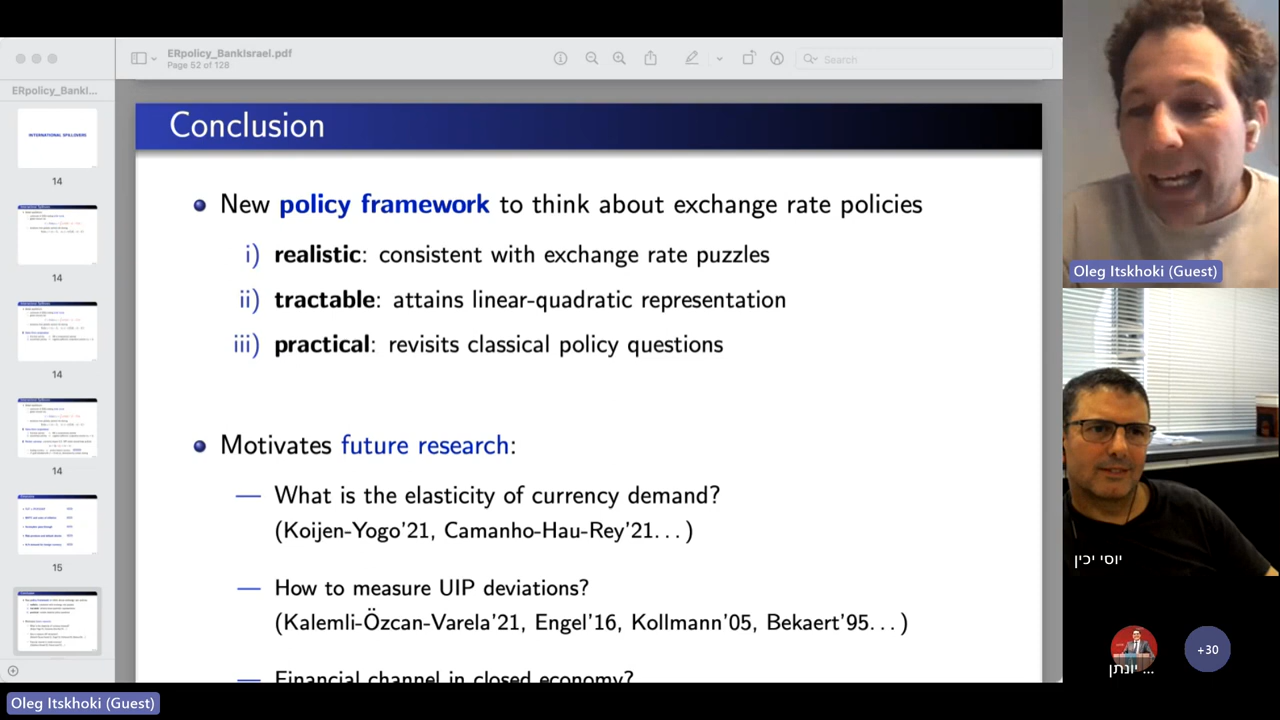 ERpolicy_BankIsrael.pdf
Page 52 of 128
Search
ERpolicy_BankI...
INTERNATIONAL SPILLOVERS
14
14
14
14
15
Conclusion
New policy framework to think about exchange rate policies
i) realistic: consistent with exchange rate puzzles
ii) tractable: attains linear-quadratic representation
iii) practical: revisits classical policy questions
Motivates future research:
— What is the elasticity of currency demand?
(Koijen-Yogo'21, Camanho-Hau-Rey'21...)
— How to measure UIP deviations?
(Kalemli-Özcan-Varela'21, Engel'16, Kollmann'05, Bekaert'95...)
— Financial channel in closed economy?
Oleg Itskhoki (Guest)
יוסי יכין
יונתן ...
+30
Oleg Itskhoki (Guest)